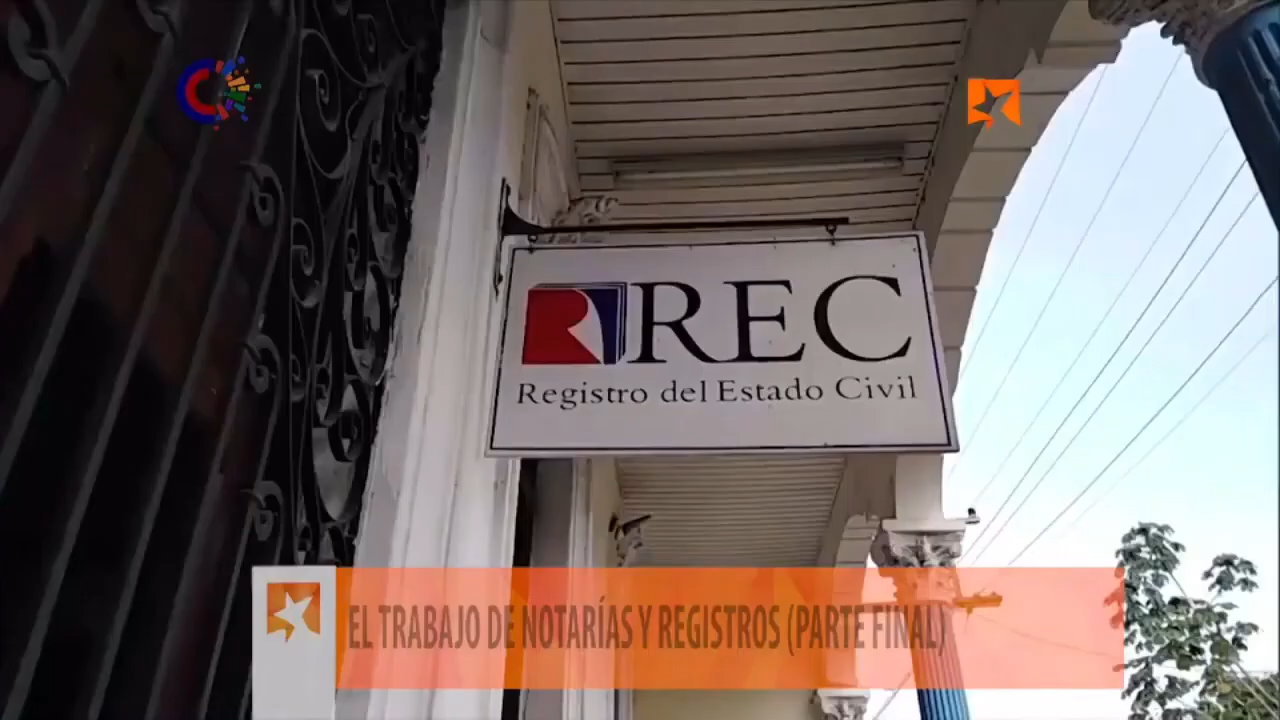 REC
Registro del Estado Civil
EL TRABAJO DE NOTARÍAS Y REGISTROS (PARTE FINAL)